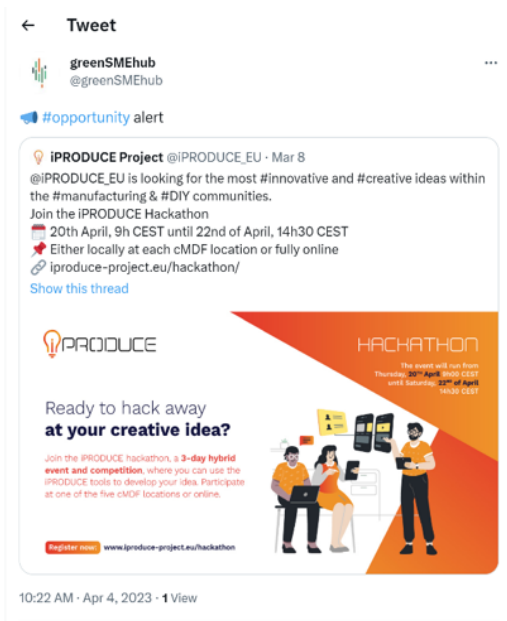 Tweet
greenSMEhub
@greenSMEhub
#opportunity alert
iPRODUCE Project @iPRODUCE_EU · Mar 8
@iPRODUCE_EU is looking for the most #innovative and #creative ideas within
the #manufacturing & #DIY communities.
Join the iPRODUCE Hackathon
20th April, 9h CEST until 22nd of April, 14h30 CEST
Either locally at each cMDF location or fully online
iproduce-project.eu/hackathon/
Show this thread
iPRODUCE
HACKATHON
The event will run from
Thursday, 20TH April 9h00 CEST
until Saturday, 22nd of April
14h30 CEST
Ready to hack away
at your creative idea?
Join the iPRODUCE hackathon, a 3-day hybrid
event and competition, where you can use the
iPRODUCE tools to develop your idea. Participate
at one of the five cMDF locations or online.
Register now: www.iproduce-project.eu/hackathon
10:22 AM · Apr 4, 2023 · 1 View